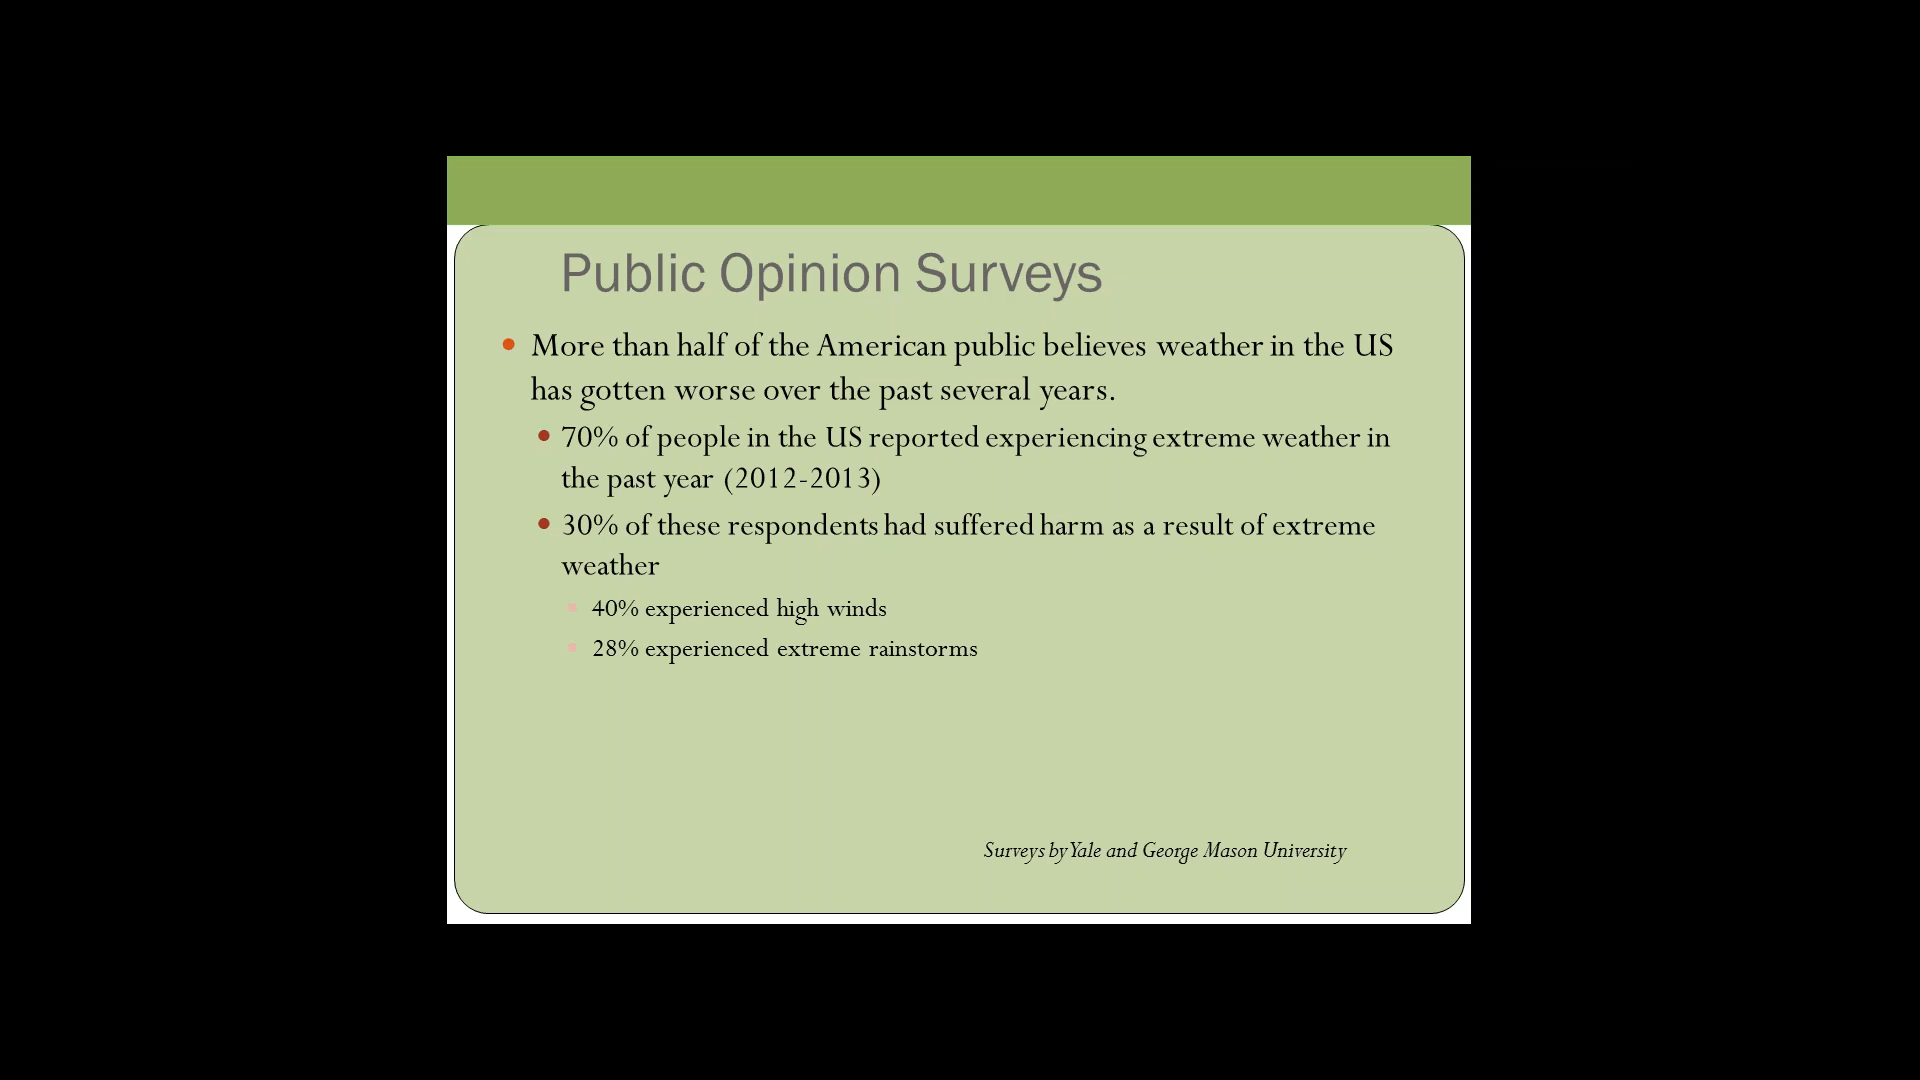 Public Opinion Surveys
More than half of the American public believes weather in the US
has gotten worse over the past several years.
70% of people in the US reported experiencing extreme weather in
the past year (2012-2013)
30% of these respondents had suffered harm as a result of extreme
weather
40% experienced high winds
28% experienced extreme rainstorms
Surveys by Yale and George Mason University